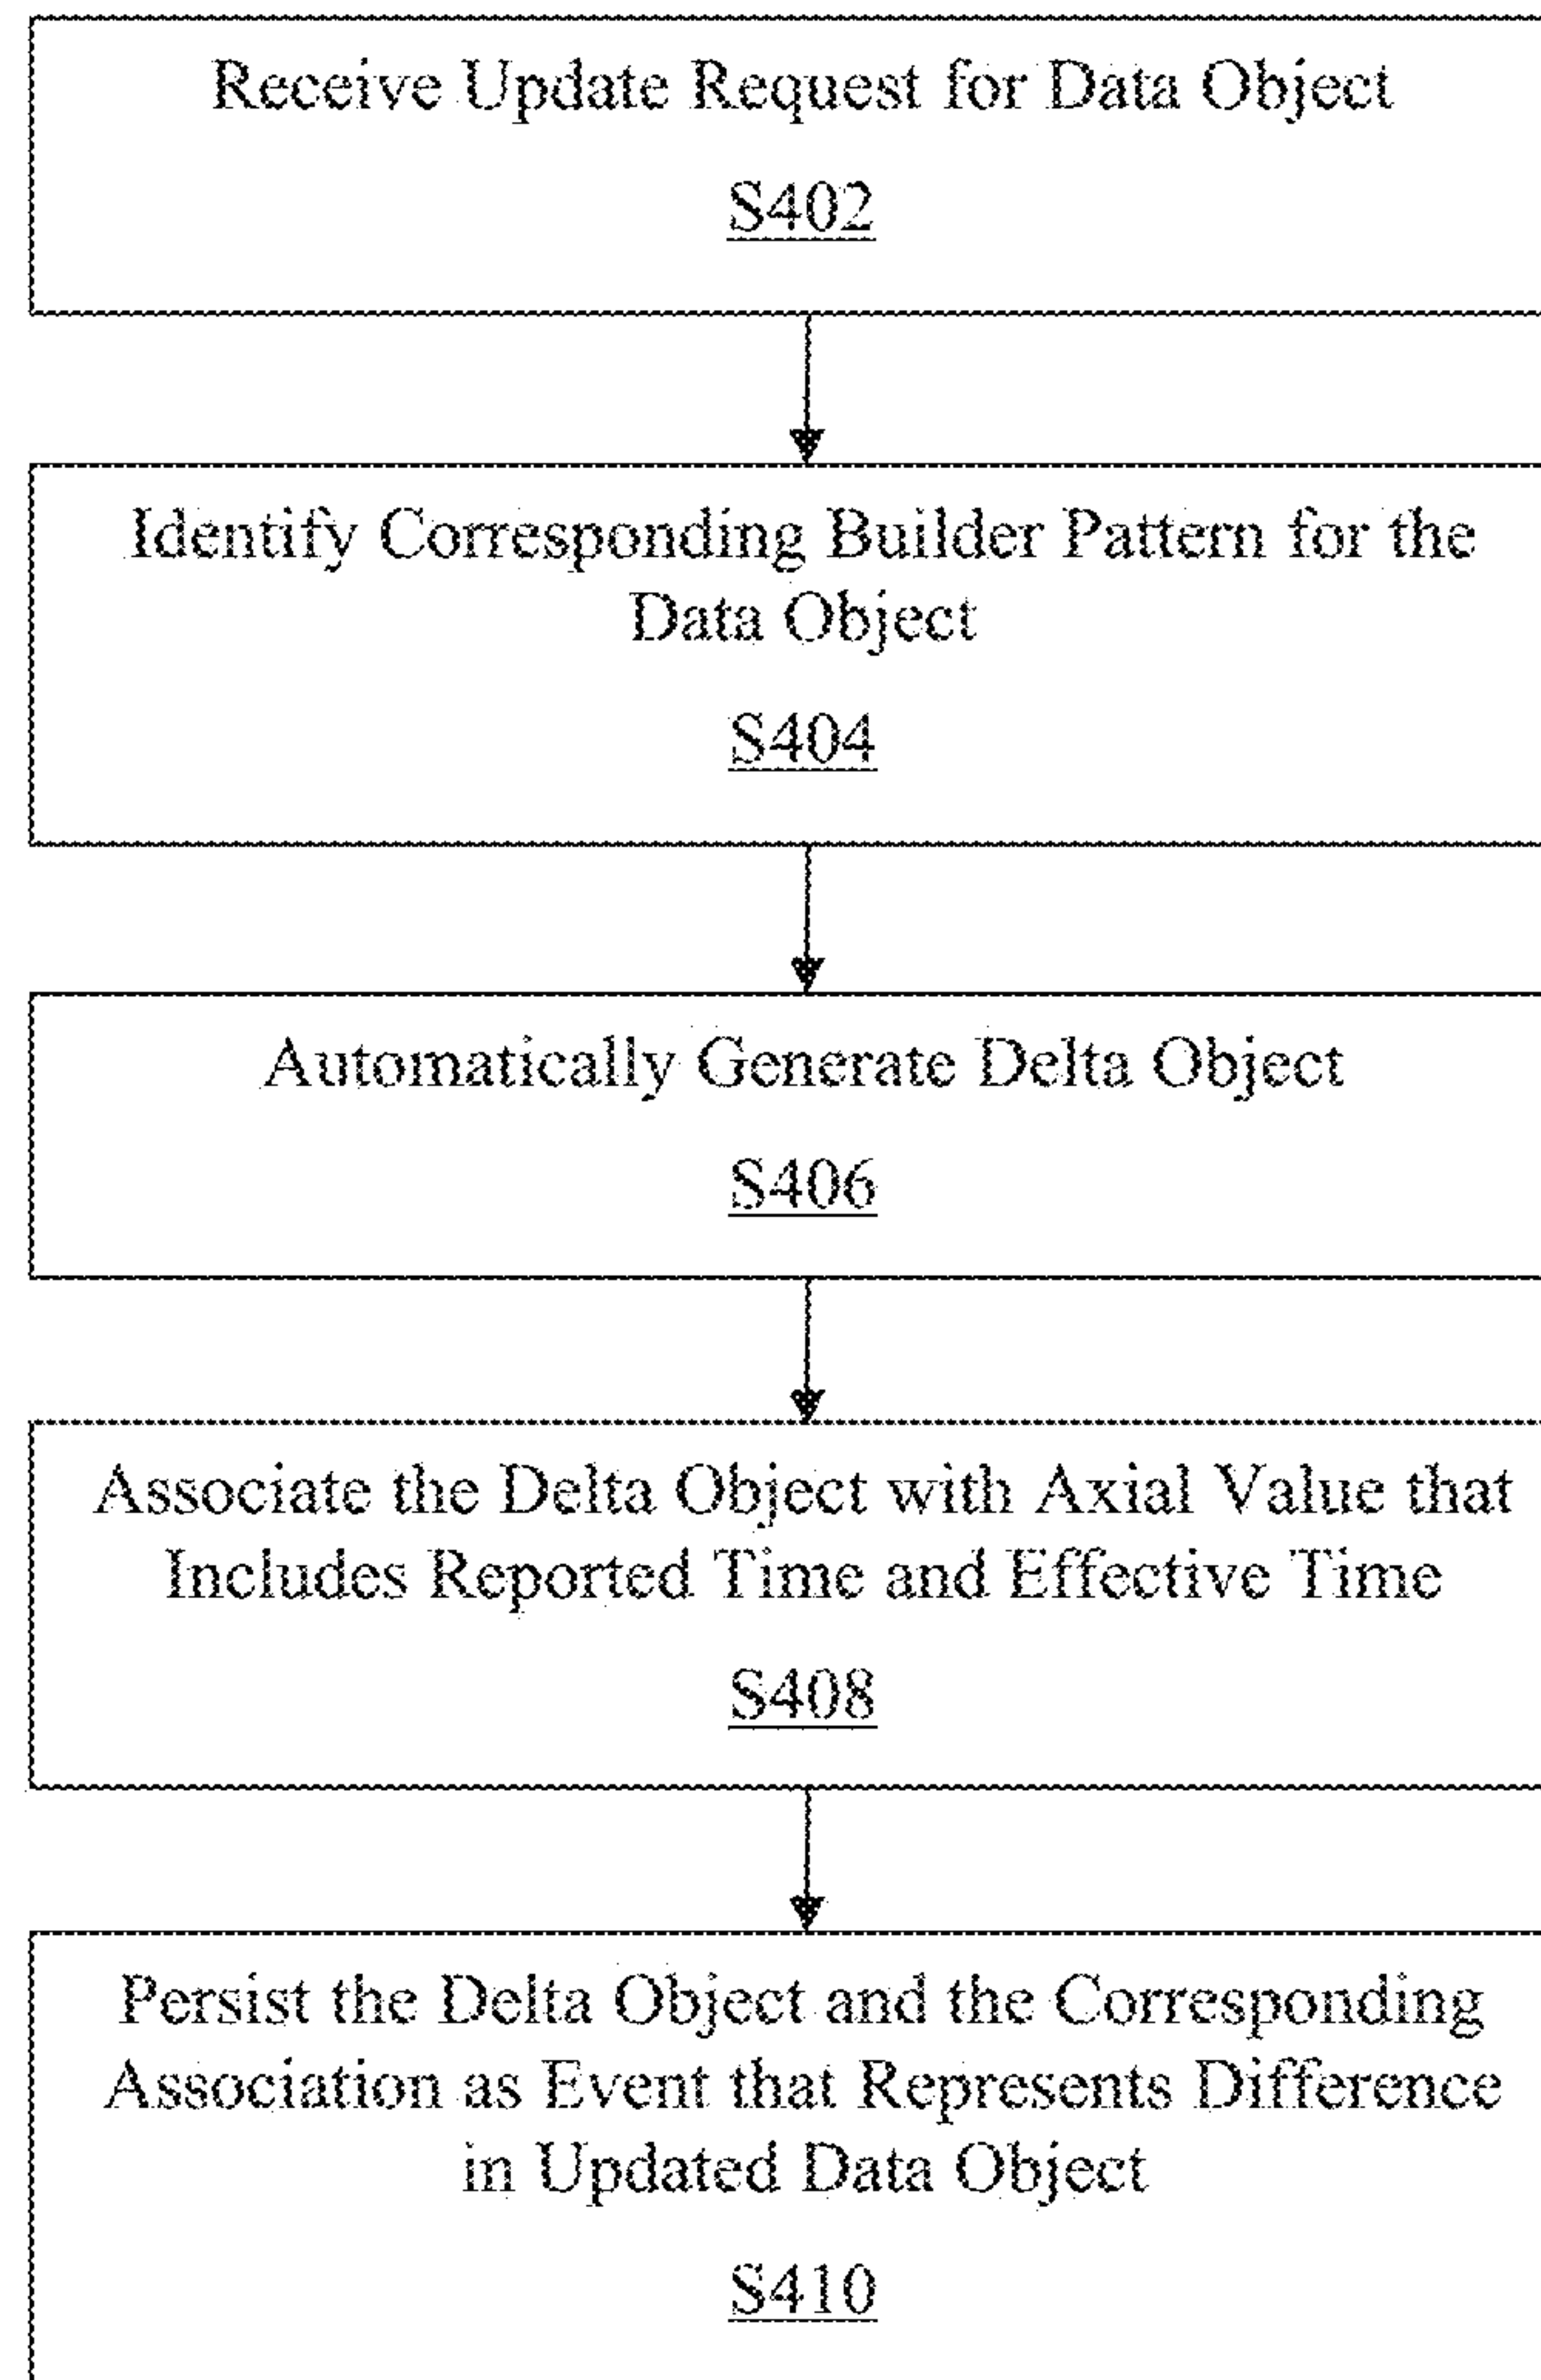 Receive Update Request for Data Object
S402
Identify Corresponding Builder Pattern for the
Data Object
S404
Automatically Generate Delta Object
S406
Associate the Delta Object with Axial Value that
Includes Reported Time and Effective Time
S408
Persist the Delta Object and the Corresponding
Association as Event that Represents Difference
in Updated Data Object
S410